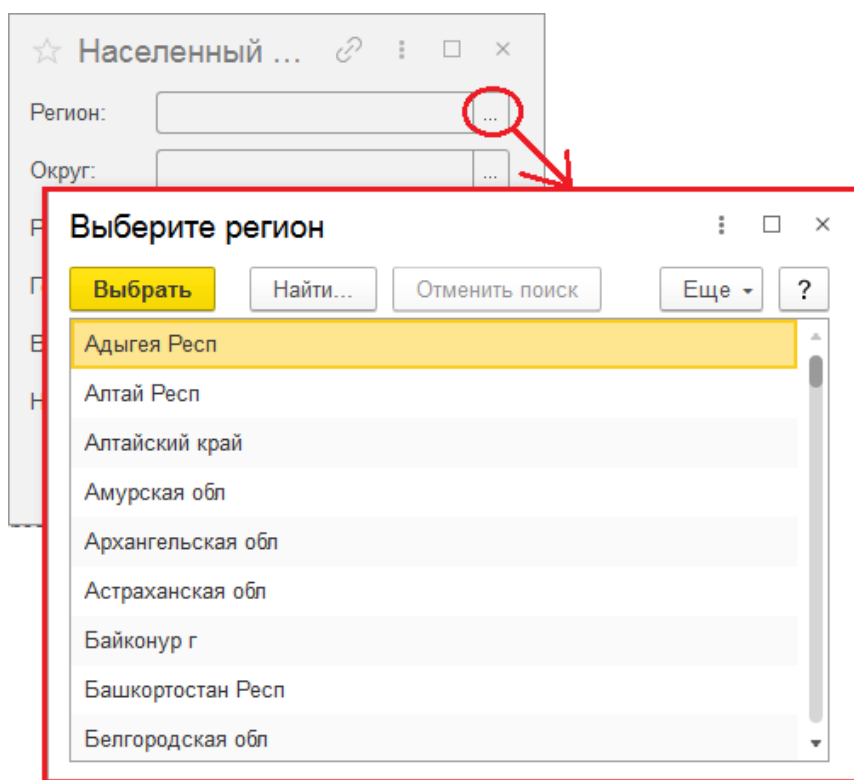 Населенный ...
Регион:
...
Округ:
...
Выберите регион
Выбрать
Найти...
Отменить поиск
Еще
?
Адыгея Респ
Алтай Респ
Алтайский край
Амурская обл
Архангельская обл
Астраханская обл
Байконур г
Башкортостан Респ
Белгородская обл